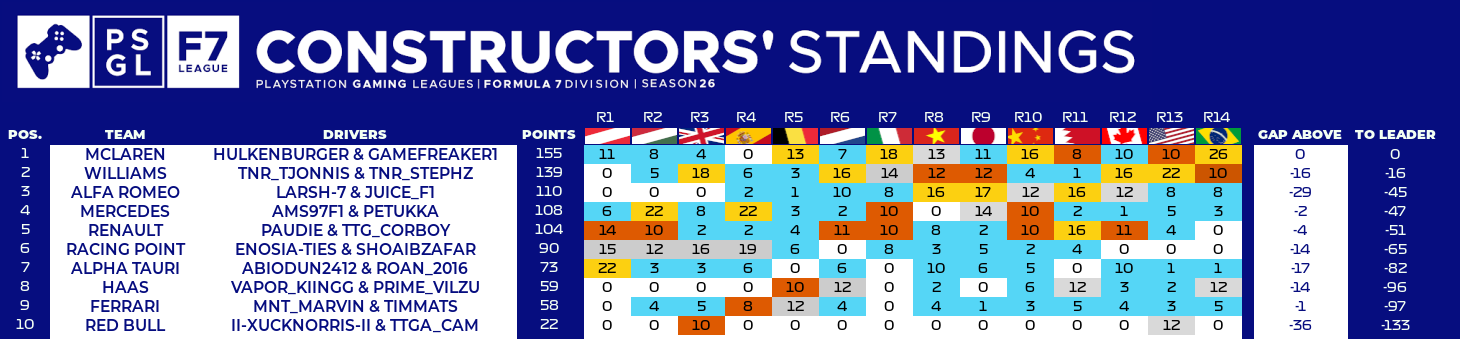 PS
GL
F7
LEAGUE
CONSTRUCTORS' STANDINGS
PLAYSTATION GAMING LEAGUES | FORMULA 7 DIVISION | SEASON 26
R1 R2 R3 R4 R5 R6 R7 R8 R9 R10 R11 R12 R13 R14
POS. TEAM DRIVERS POINTS GAP ABOVE TO LEADER
1 MCLAREN HULKENBURGER & GAMEFREAKER1 155 11 8 4 0 13 7 18 13 11 16 8 10 10 26 0 0
2 WILLIAMS TNR_TJONNIS & TNR_STEPHZ 139 0 5 18 6 3 16 14 12 12 4 1 16 22 10 -16 -16
3 ALFA ROMEO LARSH-7 & JUICE_F1 110 0 0 0 2 1 10 8 16 17 12 16 12 8 8 -29 -45
4 MERCEDES AMS97F1 & PETUKKA 108 6 22 8 22 3 2 10 0 14 10 2 1 5 3 -2 -47
5 RENAULT PAUDIE & TTG_CORBOY 104 14 10 2 2 4 11 10 8 2 10 16 11 4 0 -4 -51
6 RACING POINT ENOSIA-TIES & SHOAIBZAFAR 90 15 12 16 19 6 0 8 3 5 2 4 0 0 0 -14 -65
7 ALPHA TAURI ABIODUN2412 & ROAN_2016 73 22 3 3 6 0 6 0 10 6 5 0 10 1 1 -17 -82
8 HAAS VAPOR_KIINGG & PRIME_VILZU 59 0 0 0 0 10 12 0 2 0 6 12 3 2 12 -14 -96
9 FERRARI MNT_MARVIN & TIMMATS 58 0 4 5 8 12 4 0 4 1 3 5 4 3 5 -1 -97
10 RED BULL II-XUCKNORRIS-II & TTGA_CAM 22 0 0 10 0 0 0 0 0 0 0 0 0 12 0 -36 -133